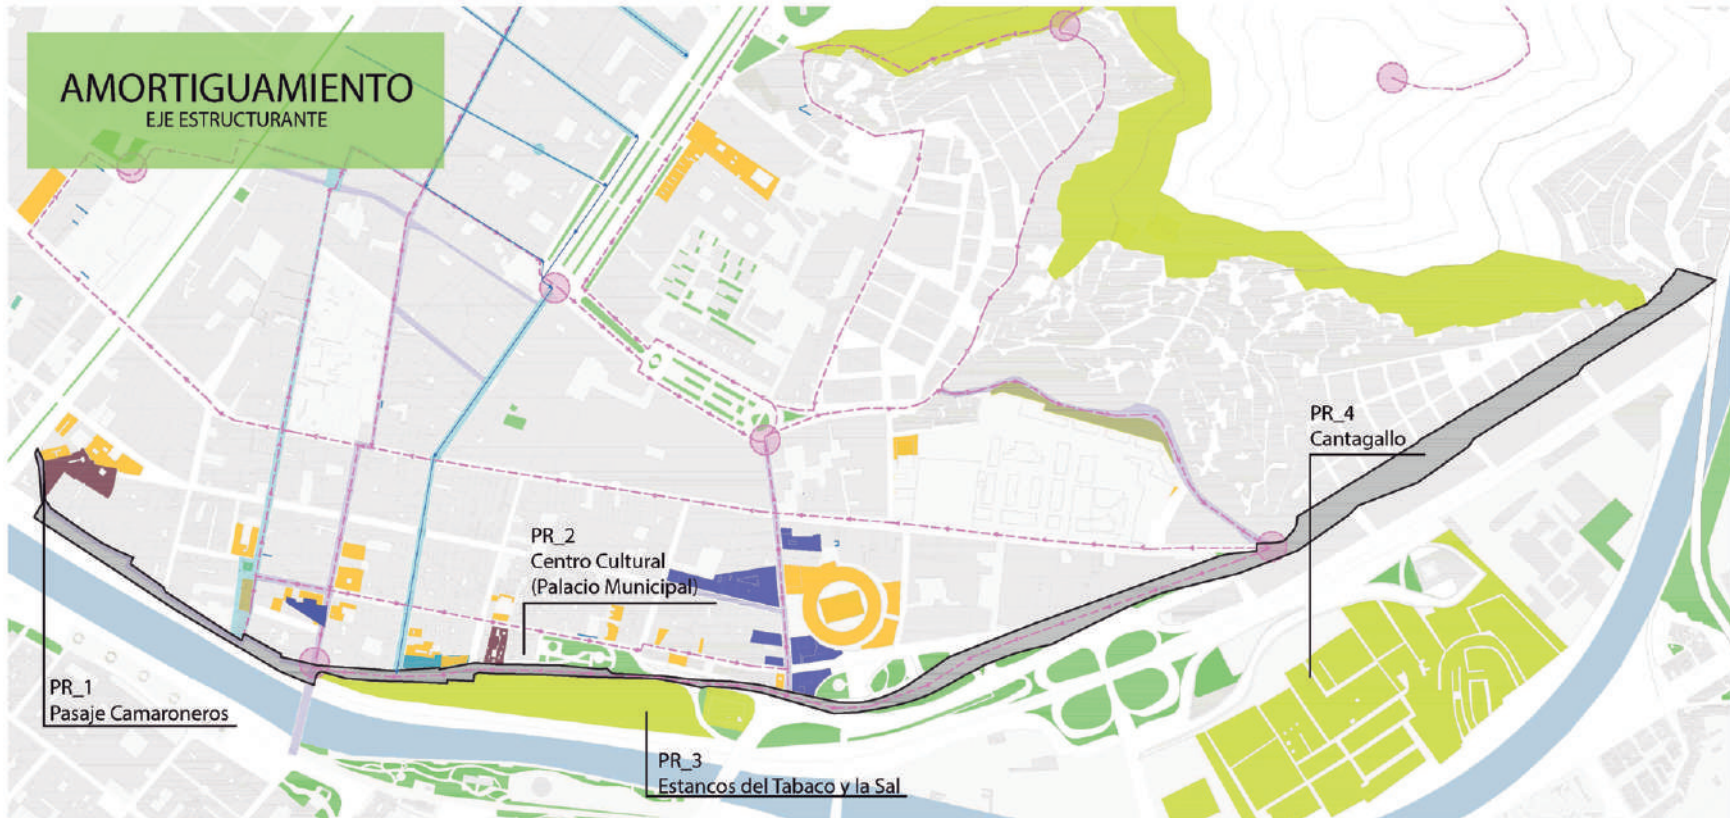 AMORTIGUAMIENTO
EJE ESTRUCTURANTE
PR_4
Cantagallo
PR_2
Centro Cultural
(Palacio Municipal)
PR_1
Pasaje Camaroneros
PR_3
Estancos del Tabaco y la Sal